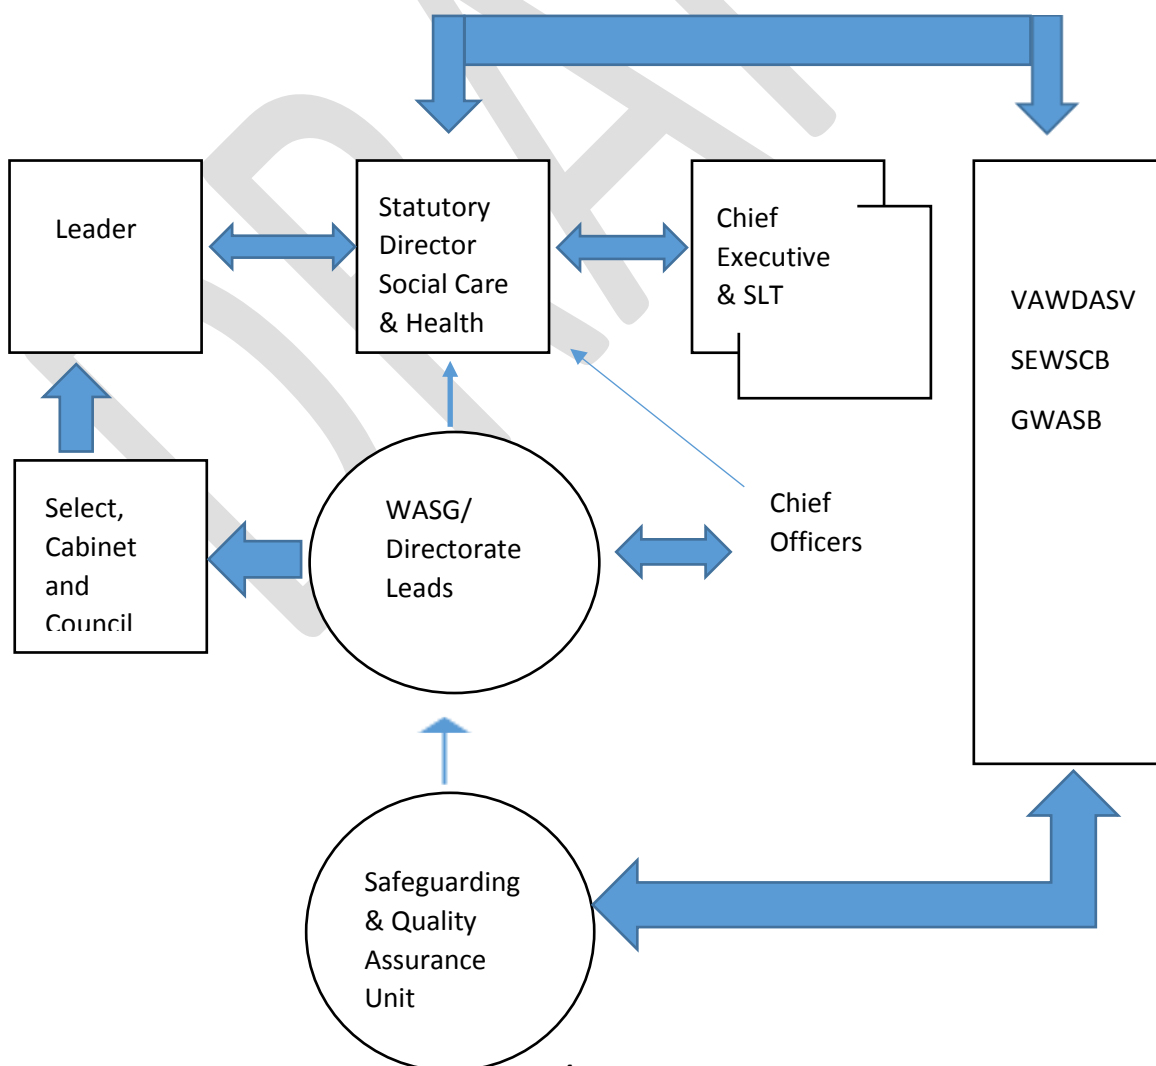 Leader
Statutory
Director
Social Care
& Health
Chief
Executive
& SLT
VAWDASV
SEWSCB
GWASB
Select,
Cabinet
and
Council
WASG/
Directorate
Leads
Chief
Officers
Safeguarding
& Quality
Assurance
Unit